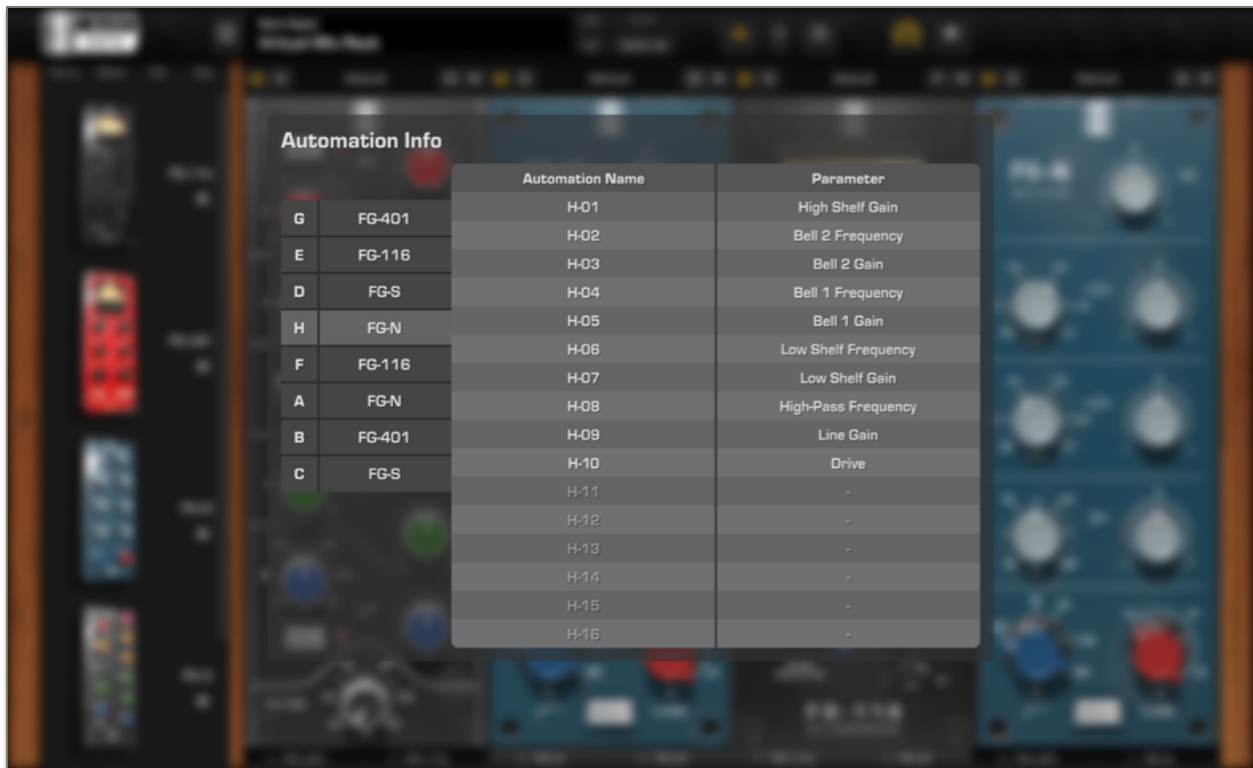 Automation Info
G FG-401
E FG-116
D FG-S
H FG-N
F FG-116
A FG-N
B FG-401
C FG-S
Automation Name Parameter
H-01 High Shelf Gain
H-02 Bell 2 Frequency
H-03 Bell 2 Gain
H-04 Bell 1 Frequency
H-05 Bell 1 Gain
H-06 Low Shelf Frequency
H-07 Low Shelf Gain
H-08 High-Pass Frequency
H-09 Line Gain
H-10 Drive
H-11 -
H-12 -
H-13 -
H-14 -
H-15 -
H-16 -
FG-N
FG-116